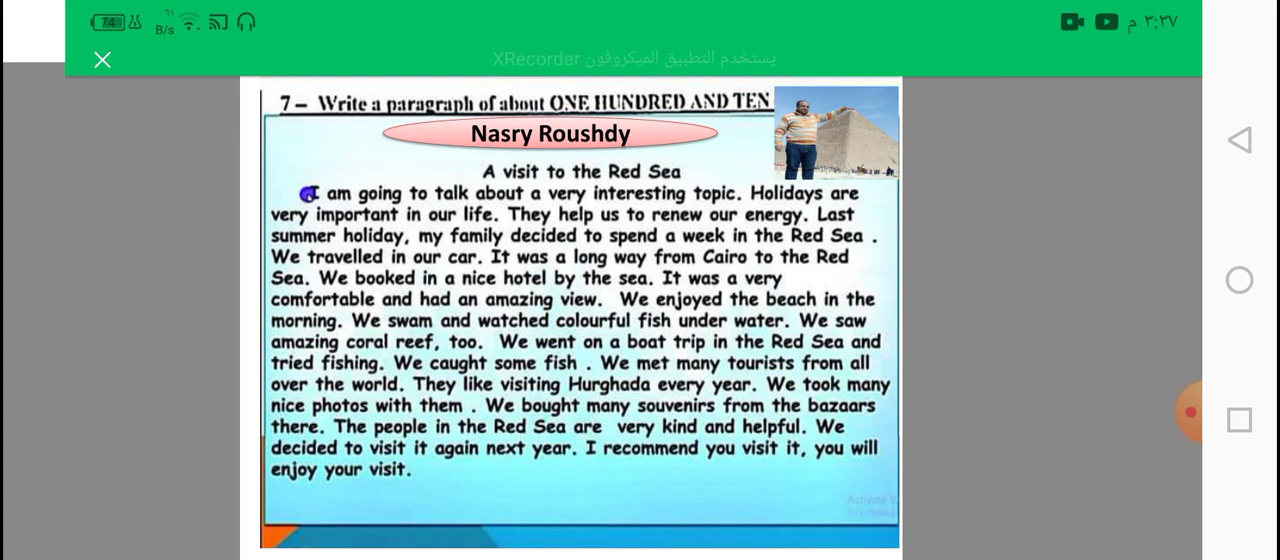 74
٦١
B/s
٣:٣٧ م
يستخدم التطبيق الميكروفون XRecorder
7 – Write a paragraph of about ONE HUNDRED AND TEN
Nasry Roushdy
A visit to the Red Sea
I am going to talk about a very interesting topic. Holidays are
very important in our life. They help us to renew our energy. Last
summer holiday, my family decided to spend a week in the Red Sea .
We travelled in our car. It was a long way from Cairo to the Red
Sea. We booked in a nice hotel by the sea. It was a very
comfortable and had an amazing view. We enjoyed the beach in the
morning. We swam and watched colourful fish under water. We saw
amazing coral reef, too. We went on a boat trip in the Red Sea and
tried fishing. We caught some fish . We met many tourists from all
over the world. They like visiting Hurghada every year. We took many
nice photos with them . We bought many souvenirs from the bazaars
there. The people in the Red Sea are very kind and helpful. We
decided to visit it again next year. I recommend you visit it, you will
enjoy your visit.
Activate